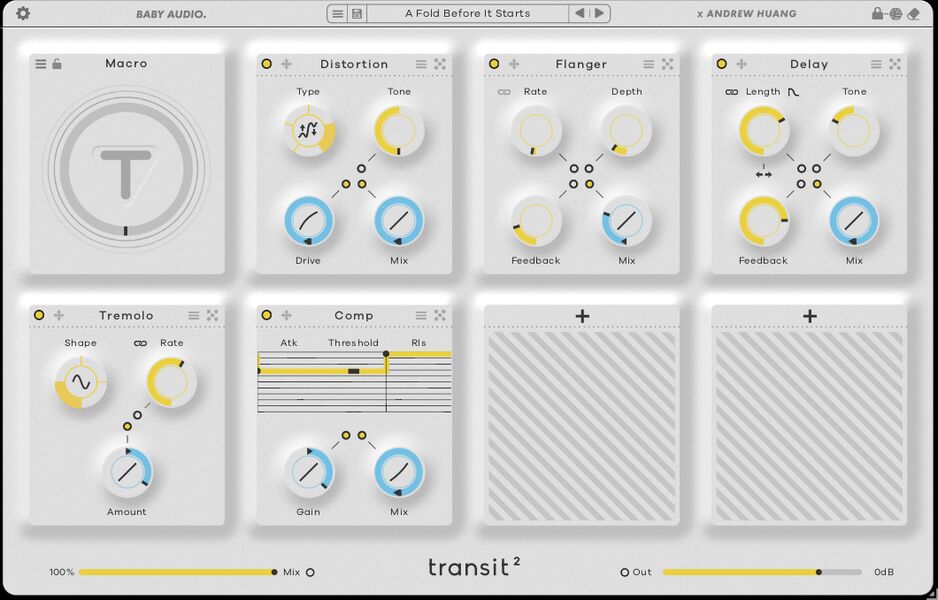 BABY AUDIO.
A Fold Before It Starts
x ANDREW HUANG
Macro
T
Distortion
Type
Tone
Drive
Mix
Flanger
Rate
Depth
Feedback
Mix
Delay
Length
Tone
Feedback
Mix
Tremolo
Shape
Rate
Amount
Comp
Atk
Threshold
Rls
Gain
Mix
100%
Mix
transit²
Out
0dB